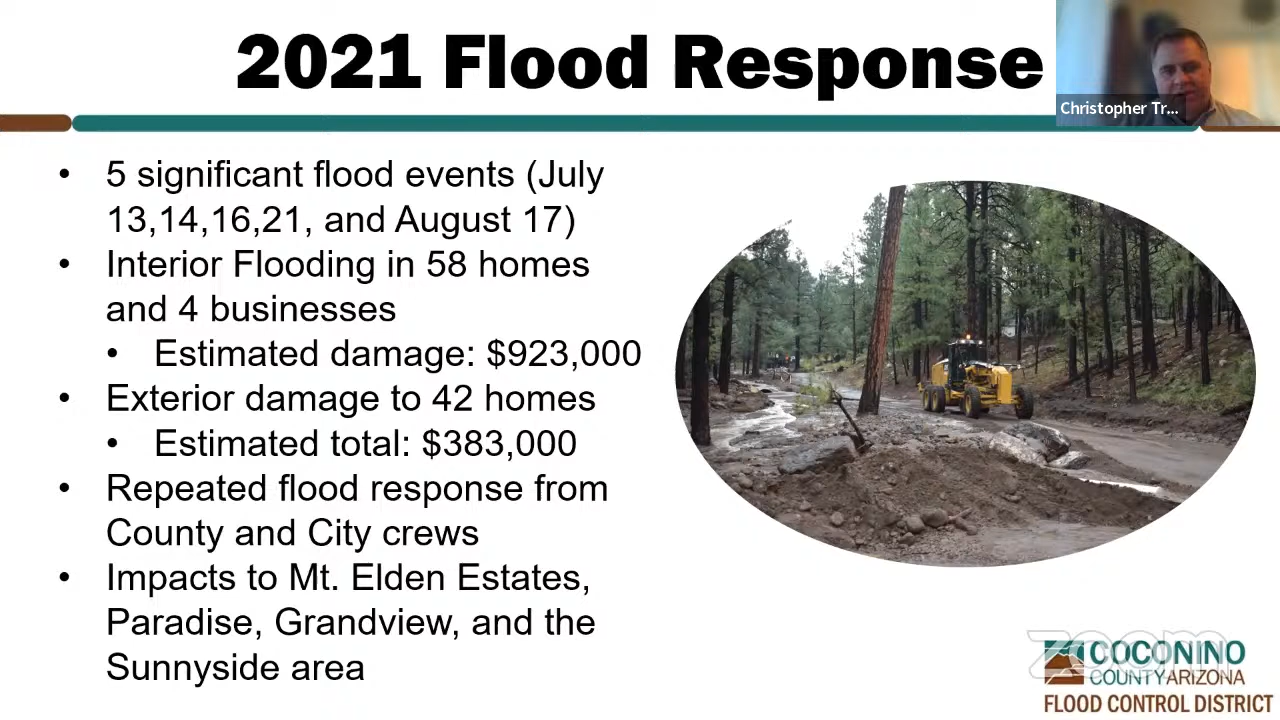 2021 Flood Response
Christopher Tr...
• 5 significant flood events (July
13,14,16,21, and August 17)
• Interior Flooding in 58 homes
and 4 businesses
• Estimated damage: $923,000
• Exterior damage to 42 homes
• Estimated total: $383,000
• Repeated flood response from
County and City crews
• Impacts to Mt. Elden Estates,
Paradise, Grandview, and the
Sunnyside area
zoom
COCONINO
COUNTY ARIZONA
FLOOD CONTROL DISTRICT